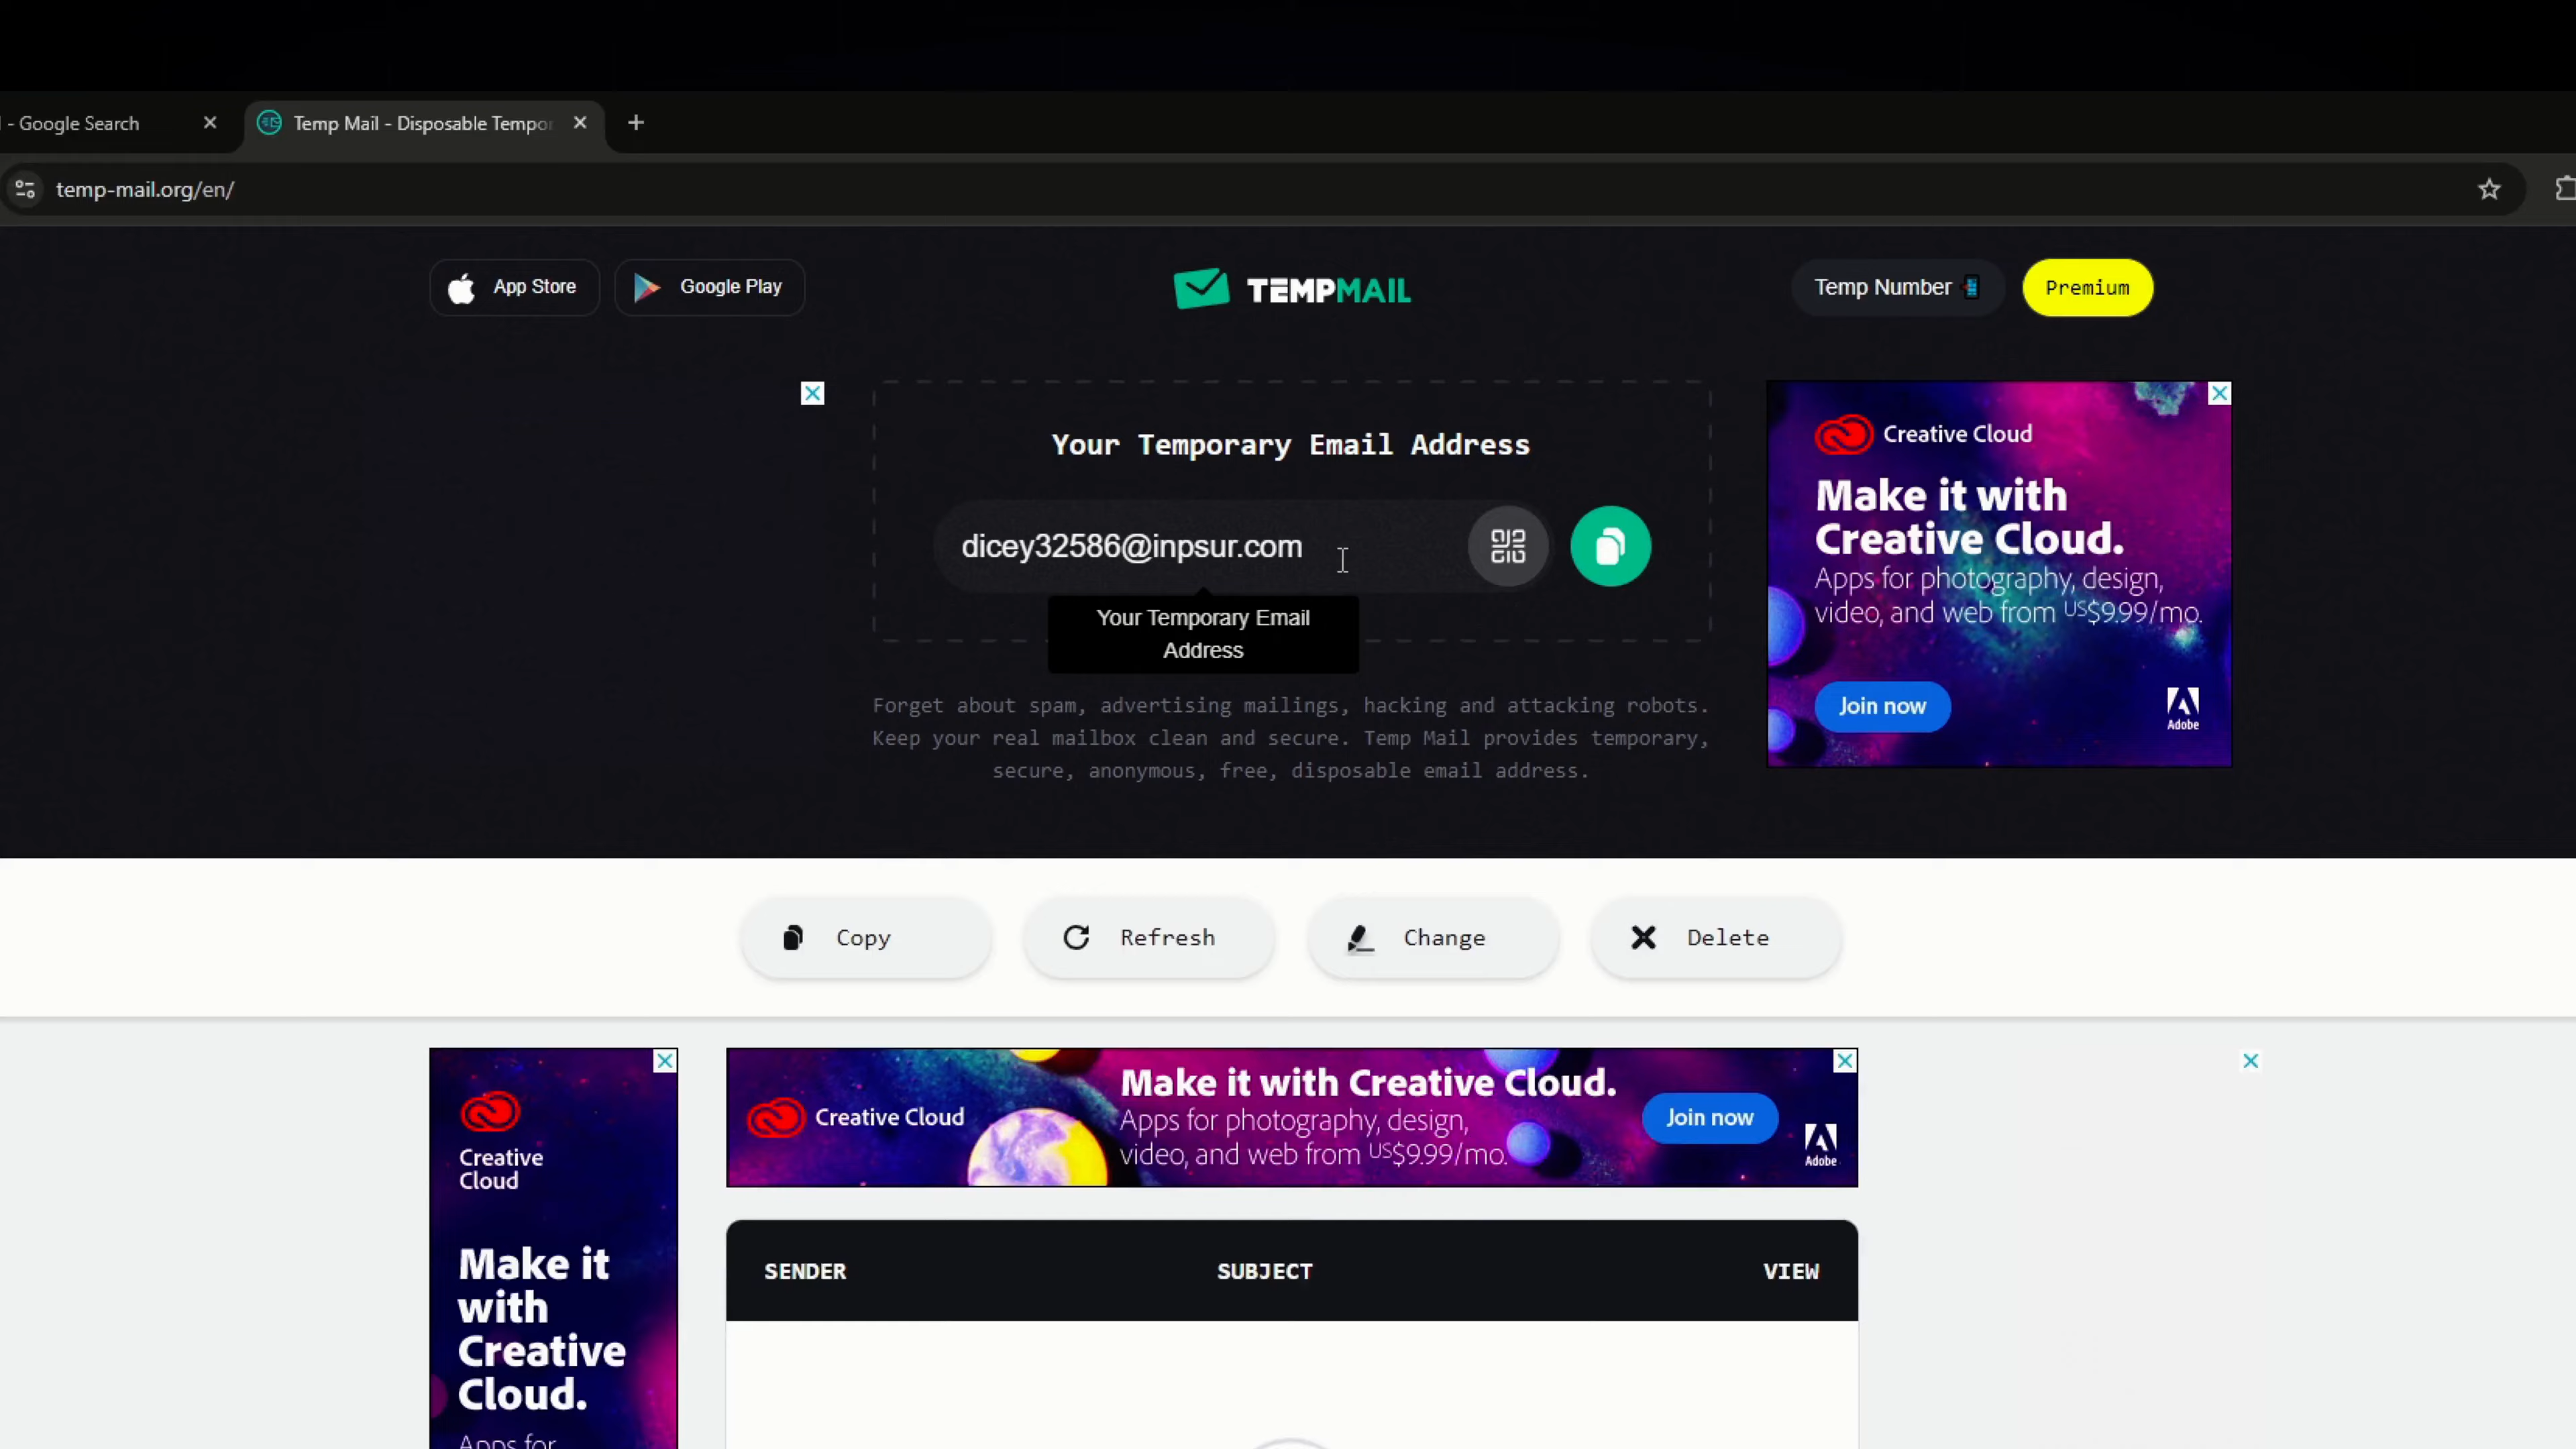 - Google Search
Temp Mail - Disposable Tempo
temp-mail.org/en/
App Store
Google Play
TEMPMAIL
Temp Number
Premium
Your Temporary Email Address
dicey32586@inpsur.com
Your Temporary Email
Address
Forget about spam, advertising mailings, hacking and attacking robots.
Keep your real mailbox clean and secure. Temp Mail provides temporary,
secure, anonymous, free, disposable email address.
Creative Cloud
Make it with
Creative Cloud.
Apps for photography, design,
video, and web from US$9.99/mo.
Join now
Adobe
Copy
Refresh
Change
Delete
Creative
Cloud
Make it
with
Creative
Cloud.
Apps for
Creative Cloud
Make it with Creative Cloud.
Apps for photography, design,
video, and web from US$9.99/mo.
Join now
Adobe
SENDER
SUBJECT
VIEW